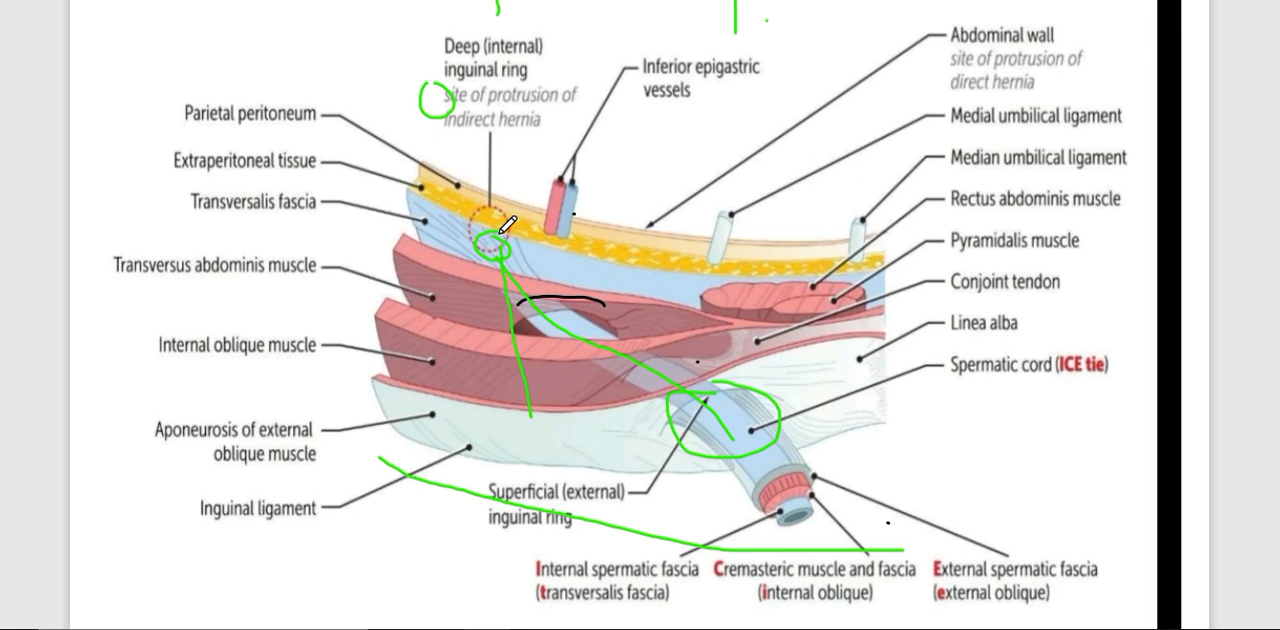 Deep (internal)
inguinal ring
site of protrusion of
indirect hernia
Inferior epigastric
vessels
Abdominal wall
site of protrusion of
direct hernia
Parietal peritoneum
Medial umbilical ligament
Extraperitoneal tissue
Median umbilical ligament
Transversalis fascia
Rectus abdominis muscle
Pyramidalis muscle
Transversus abdominis muscle
Conjoint tendon
Linea alba
Internal oblique muscle
Spermatic cord (ICE tie)
Aponeurosis of external
oblique muscle
Inguinal ligament
Superficial (external)
inguinal ring
Internal spermatic fascia
(transversalis fascia)
Cremasteric muscle and fascia
(internal oblique)
External spermatic fascia
(external oblique)